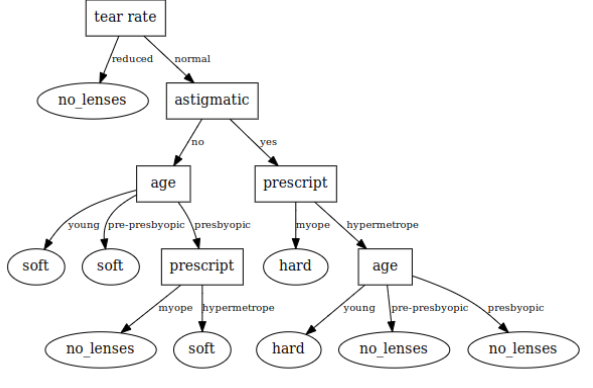 tear rate
reduced normal
no_lenses astigmatic
no yes
age prescript
young pre-presbyopic presbyopic myope hypermetrope
soft soft prescript hard age
myope hypermetrope young pre-presbyopic presbyopic
no_lenses soft hard no_lenses no_lenses